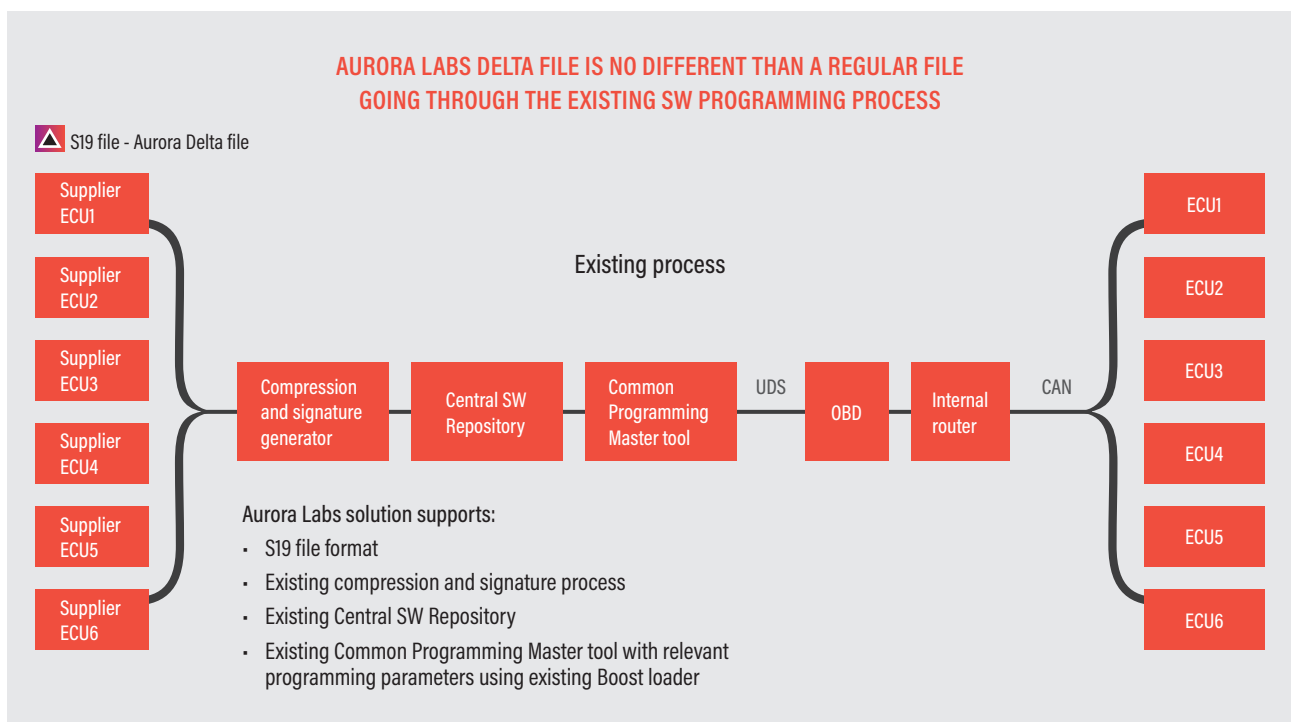 AURORA LABS DELTA FILE IS NO DIFFERENT THAN A REGULAR FILE
GOING THROUGH THE EXISTING SW PROGRAMMING PROCESS
S19 file - Aurora Delta file
Supplier
ECU1
Supplier
ECU2
Supplier
ECU3
Supplier
ECU4
Supplier
ECU5
Supplier
ECU6
Existing process
Compression
and signature
generator
Central SW
Repository
Common
Programming
Master tool
UDS
OBD
Internal
router
CAN
ECU1
ECU2
ECU3
ECU4
ECU5
ECU6
Aurora Labs solution supports:
· S19 file format
· Existing compression and signature process
· Existing Central SW Repository
· Existing Common Programming Master tool with relevant
programming parameters using existing Boost loader